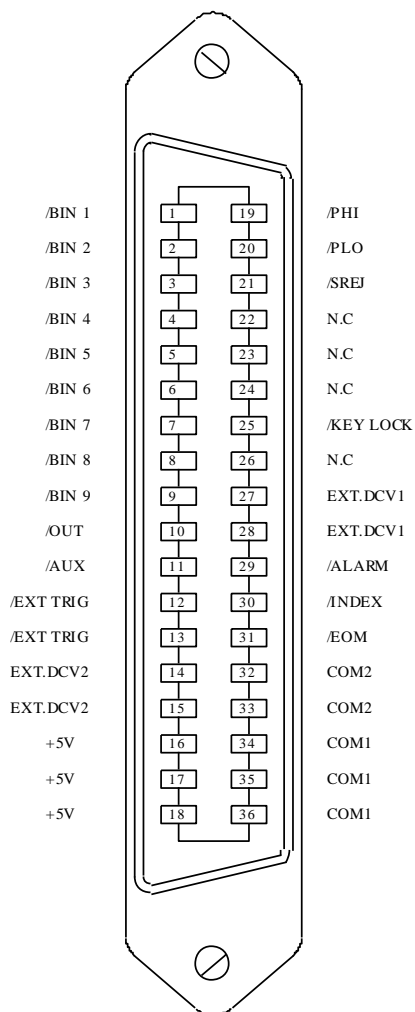 /BIN 1 1 19 /PHI
/BIN 2 2 20 /PLO
/BIN 3 3 21 /SREJ
/BIN 4 4 22 N.C
/BIN 5 5 23 N.C
/BIN 6 6 24 N.C
/BIN 7 7 25 /KEY LOCK
/BIN 8 8 26 N.C
/BIN 9 9 27 EXT.DCV1
/OUT 10 28 EXT.DCV1
/AUX 11 29 /ALARM
/EXT TRIG 12 30 /INDEX
/EXT TRIG 13 31 /EOM
EXT.DCV2 14 32 COM2
EXT.DCV2 15 33 COM2
+5V 16 34 COM1
+5V 17 35 COM1
+5V 18 36 COM1